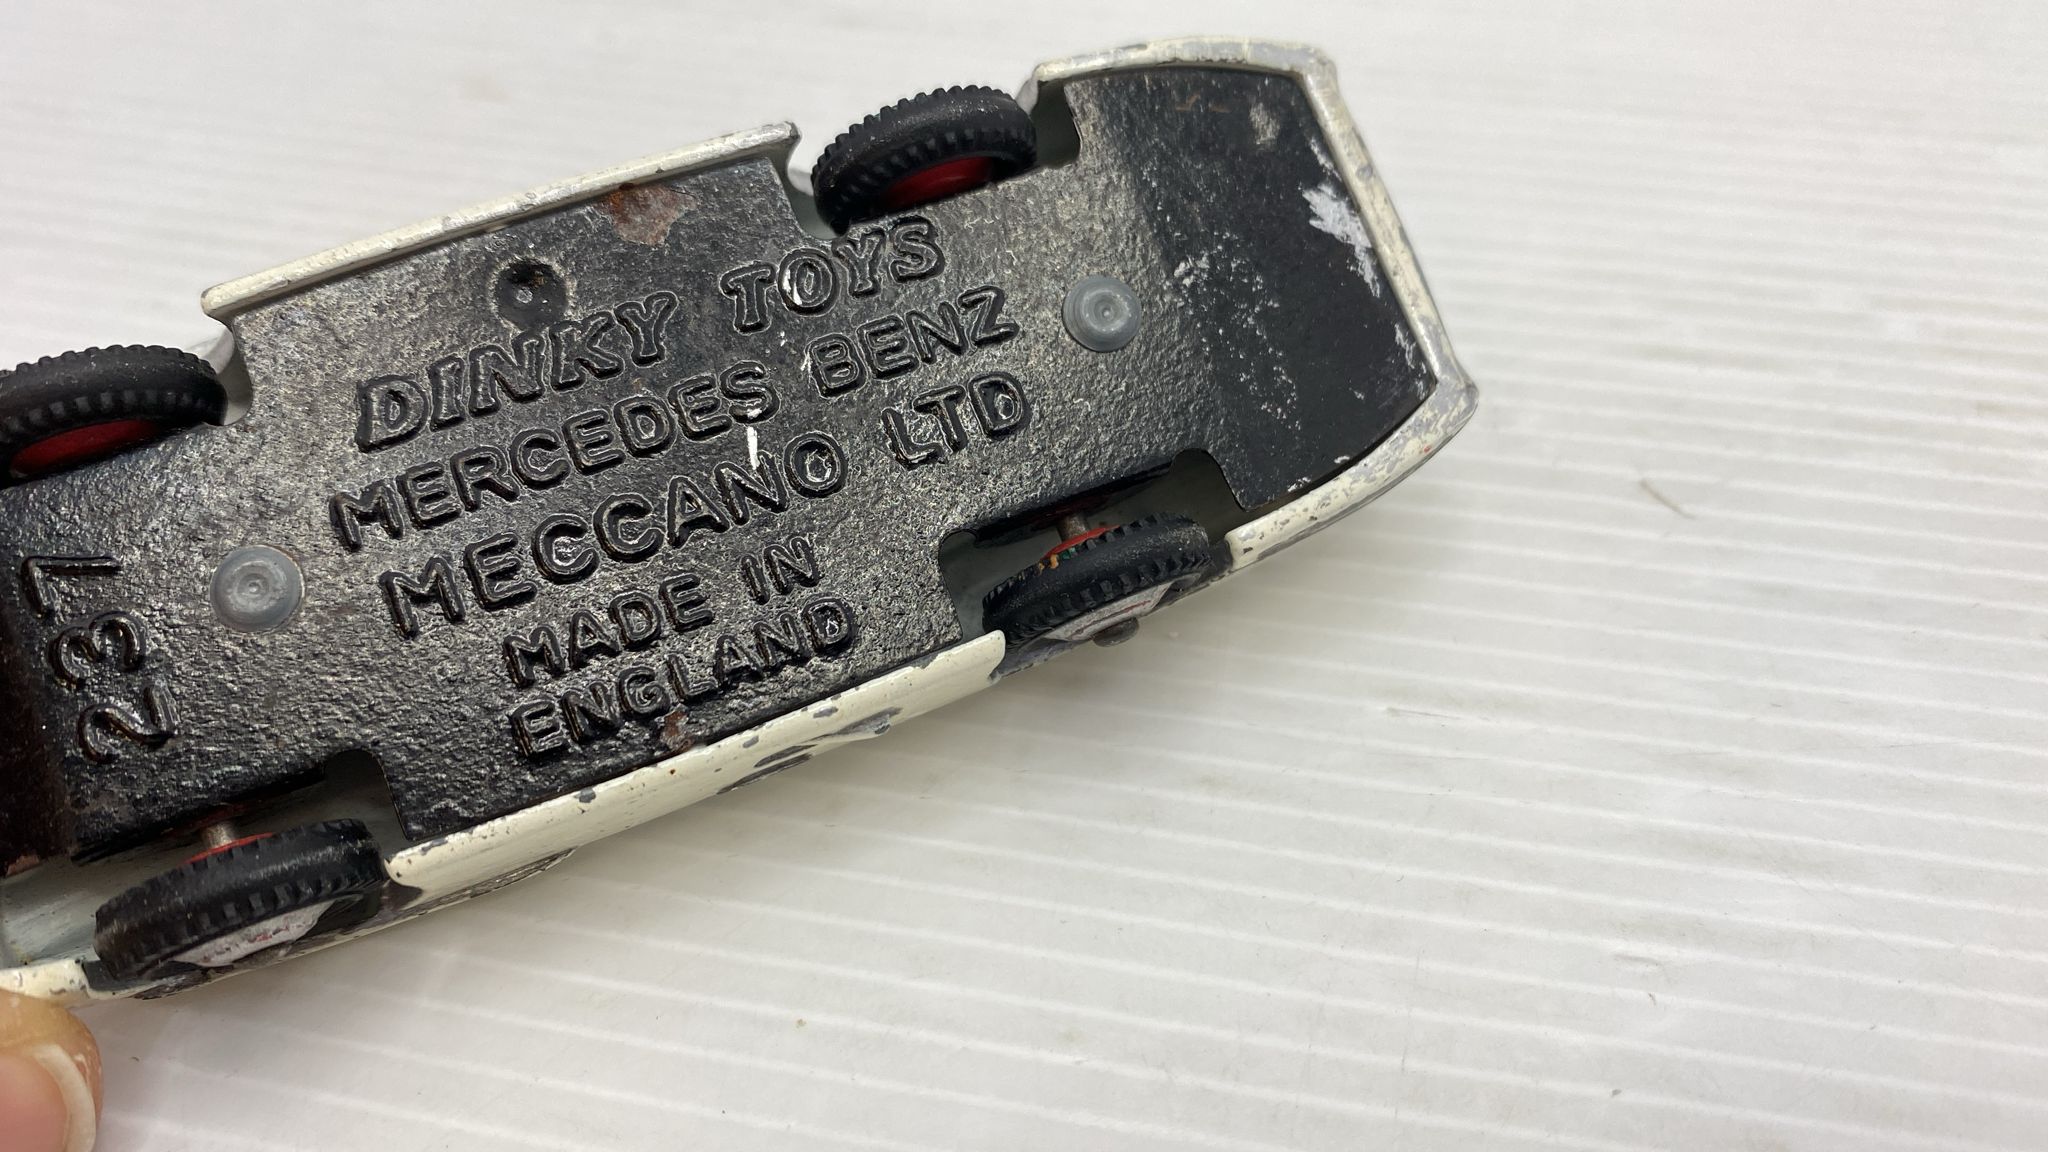 DINKY TOYS
MERCEDES BENZ
MECCANO LTD
MADE IN
ENGLAND
237